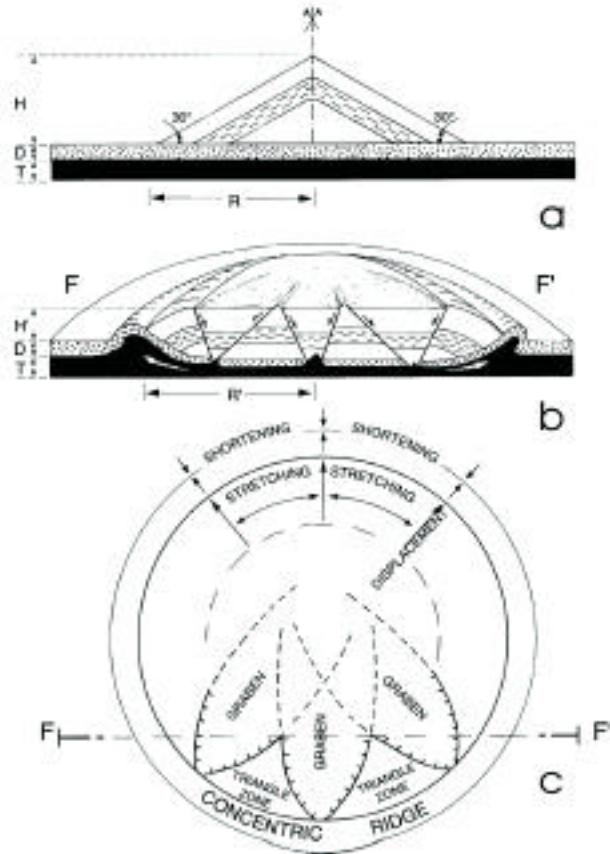 A|A
H
30°
30°
D
T
R
a
F
F'
H'
D
T
R'
b
SHORTENING
SHORTENING
STRETCHING
STRETCHING
DISPLACEMENT
GRABEN
GRABEN
GRABEN
F
F'
TRIANGLE
ZONE
TRIANGLE
ZONE
c
CONCENTRIC RIDGE